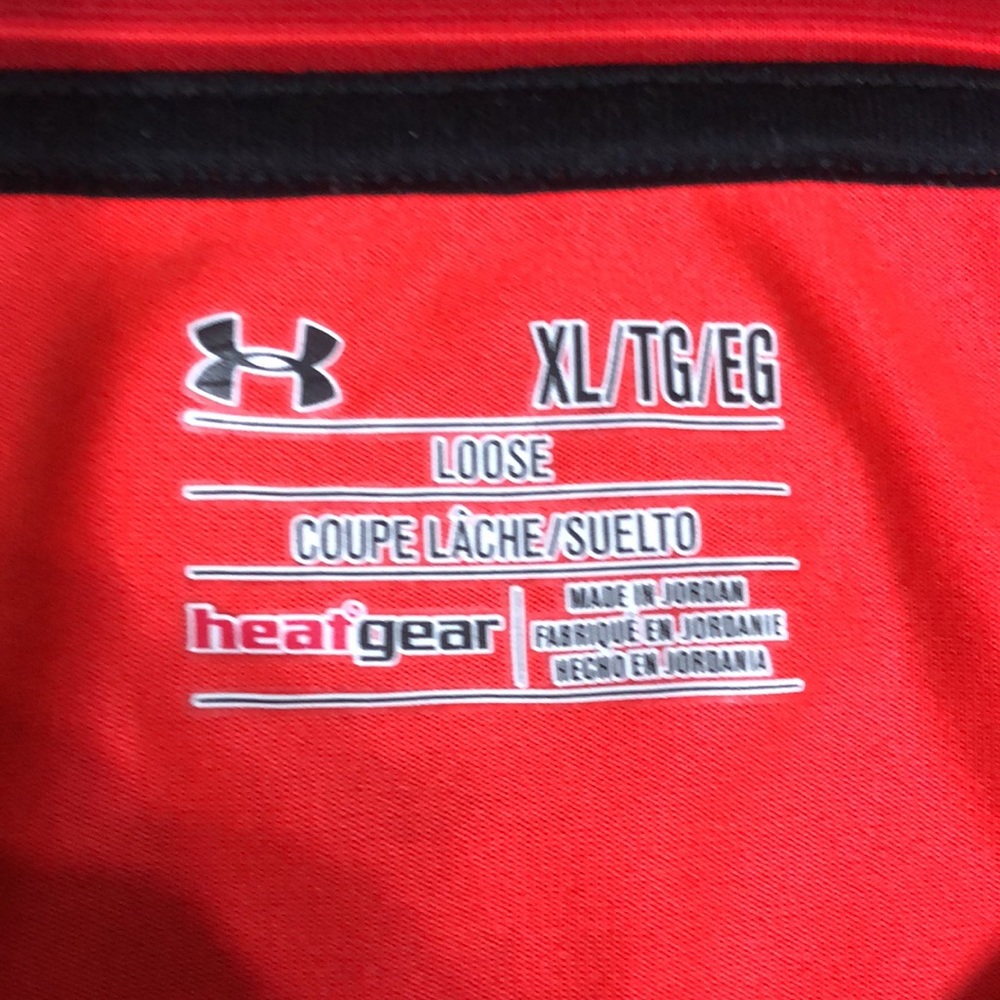 XL/TG/EG
LOOSE
COUPE LÂCHE/SUELTO
heatgear
MADE IN JORDAN
FABRIQUÉ EN JORDANIE
HECHO EN JORDANIA